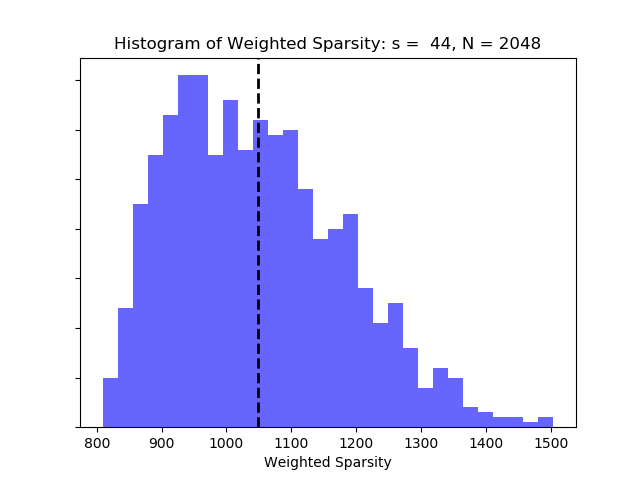 Histogram of Weighted Sparsity: s =  44, N = 2048
800 900 1000 1100 1200 1300 1400 1500
Weighted Sparsity